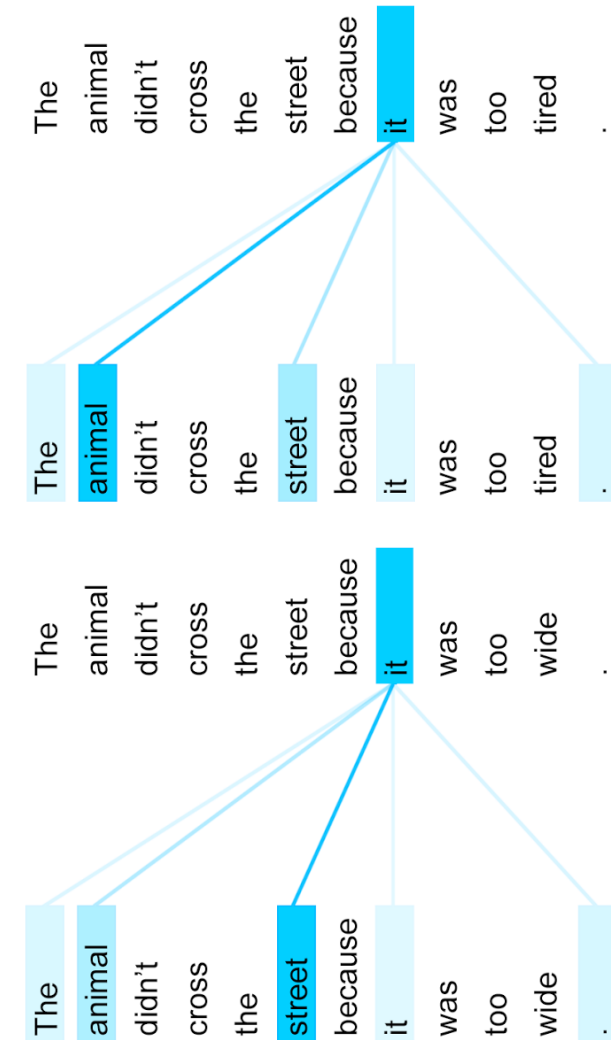 The animal didn't cross the street because it was too tired .
The animal didn't cross the street because it was too tired .
The animal didn't cross the street because it was too wide .
The animal didn't cross the street because it was too wide .